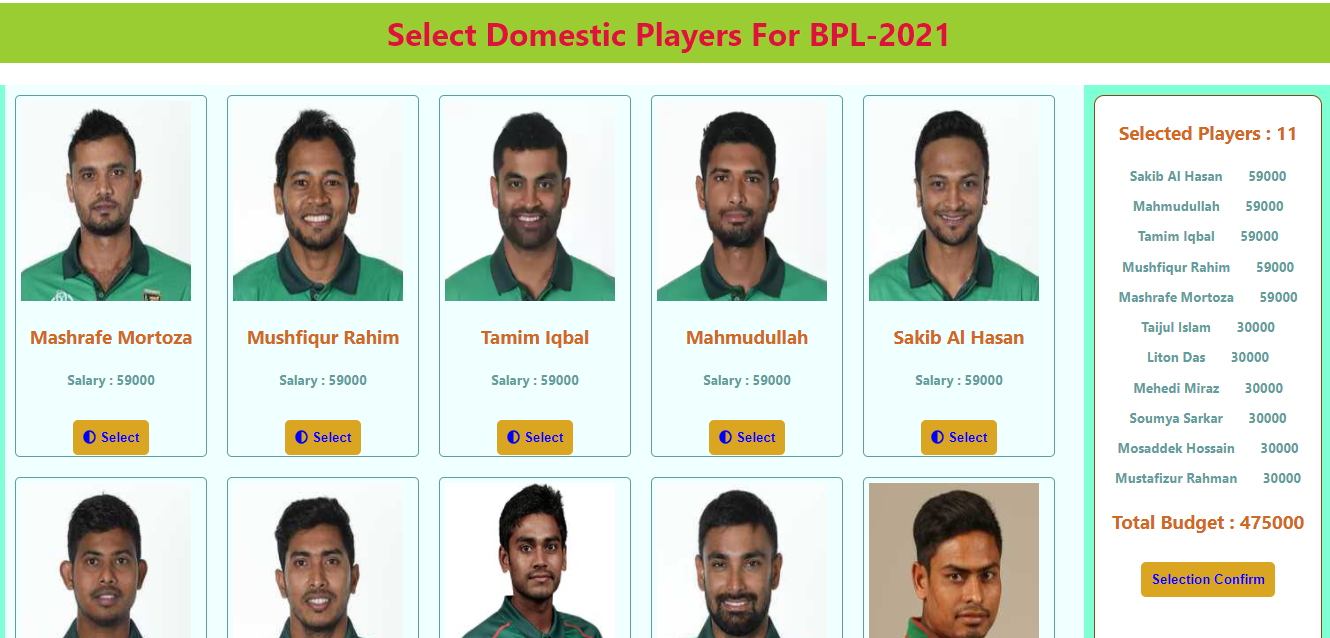 Select Domestic Players For BPL-2021
Mashrafe Mortoza
Salary : 59000
Select
Mushfiqur Rahim
Salary : 59000
Select
Tamim Iqbal
Salary : 59000
Select
Mahmudullah
Salary : 59000
Select
Sakib Al Hasan
Salary : 59000
Select
Selected Players : 11
Sakib Al Hasan 59000
Mahmudullah 59000
Tamim Iqbal 59000
Mushfiqur Rahim 59000
Mashrafe Mortoza 59000
Taijul Islam 30000
Liton Das 30000
Mehedi Miraz 30000
Soumya Sarkar 30000
Mosaddek Hossain 30000
Mustafizur Rahman 30000
Total Budget : 475000
Selection Confirm